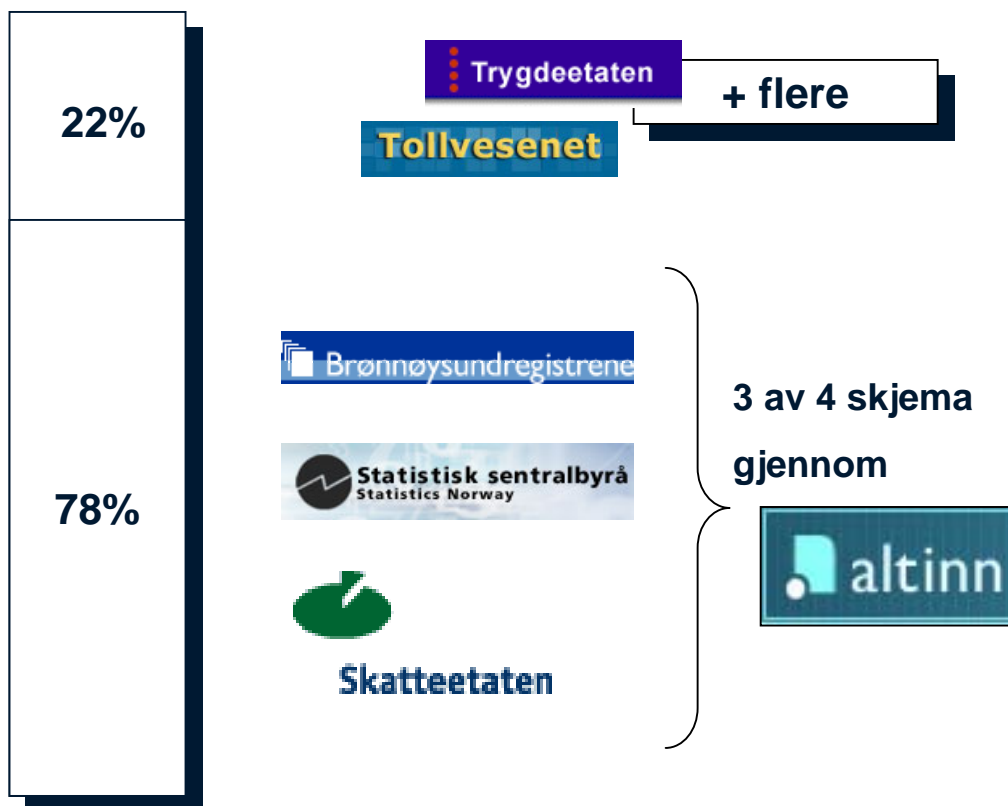 22%
Trygdeetaten
+ flere
Tollvesenet
Brønnøysundregistrene
3 av 4 skjema
gjennom
Statistisk sentralbyrå
Statistics Norway
78%
altinn
Skatteetaten